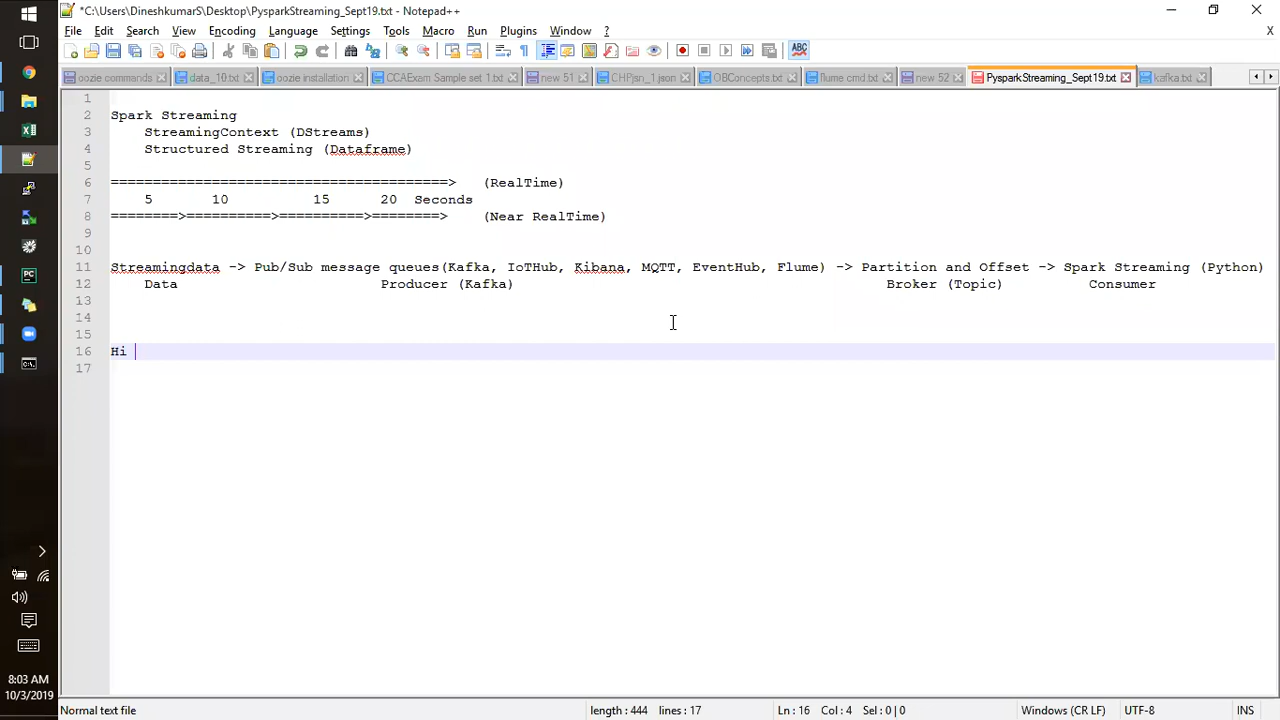 *C:\Users\DineshkumarS\Desktop\PysparkStreaming_Sept19.txt - Notepad++
File Edit Search View Encoding Language Settings Tools Macro Run Plugins Window ? X
oozie commands data_10.txt oozie installation CCAExam Sample set 1.txt new 51 CHPjsn_1.json OBConcepts.txt flume cmd.txt new 52 PysparkStreaming_Sept19.txt kafka.txt
1
2 Spark Streaming
3 StreamingContext (DStreams)
4 Structured Streaming (Dataframe)
5
6 ========================================> (RealTime)
7 5 10 15 20 Seconds
8 ========>==========>==========>========> (Near RealTime)
9
10
11 Streamingdata -> Pub/Sub message queues(Kafka, IoTHub, Kibana, MQTT, EventHub, Flume) -> Partition and Offset -> Spark Streaming (Python)
12 Data Producer (Kafka) Broker (Topic) Consumer
13
14
15
16 Hi
17
8:03 AM
10/3/2019
Normal text file length : 444 lines : 17 Ln : 16 Col : 4 Sel : 0 | 0 Windows (CR LF) UTF-8 INS